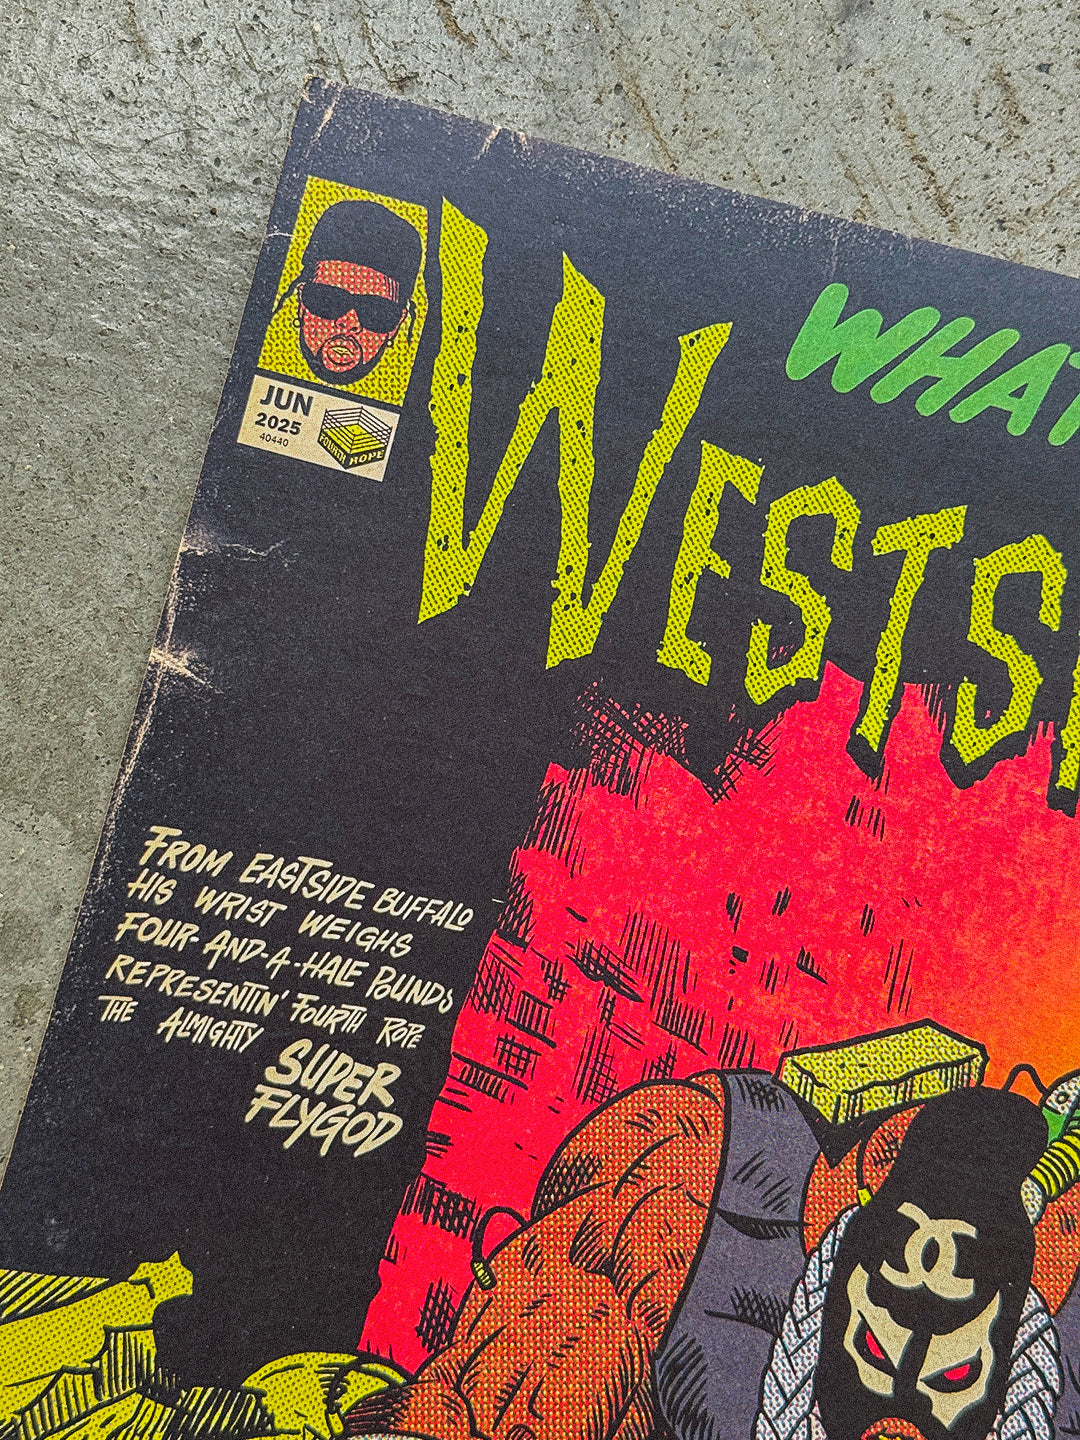 WHAT
WESTS
JUN
2025
40440
FOURTH ROPE
FROM EASTSIDE BUFFALO
HIS WRIST WEIGHS
FOUR-AND-A-HALF POUNDS
REPRESENTIN' FOURTH ROPE
THE ALMIGHTY
SUPER
FLYGOD